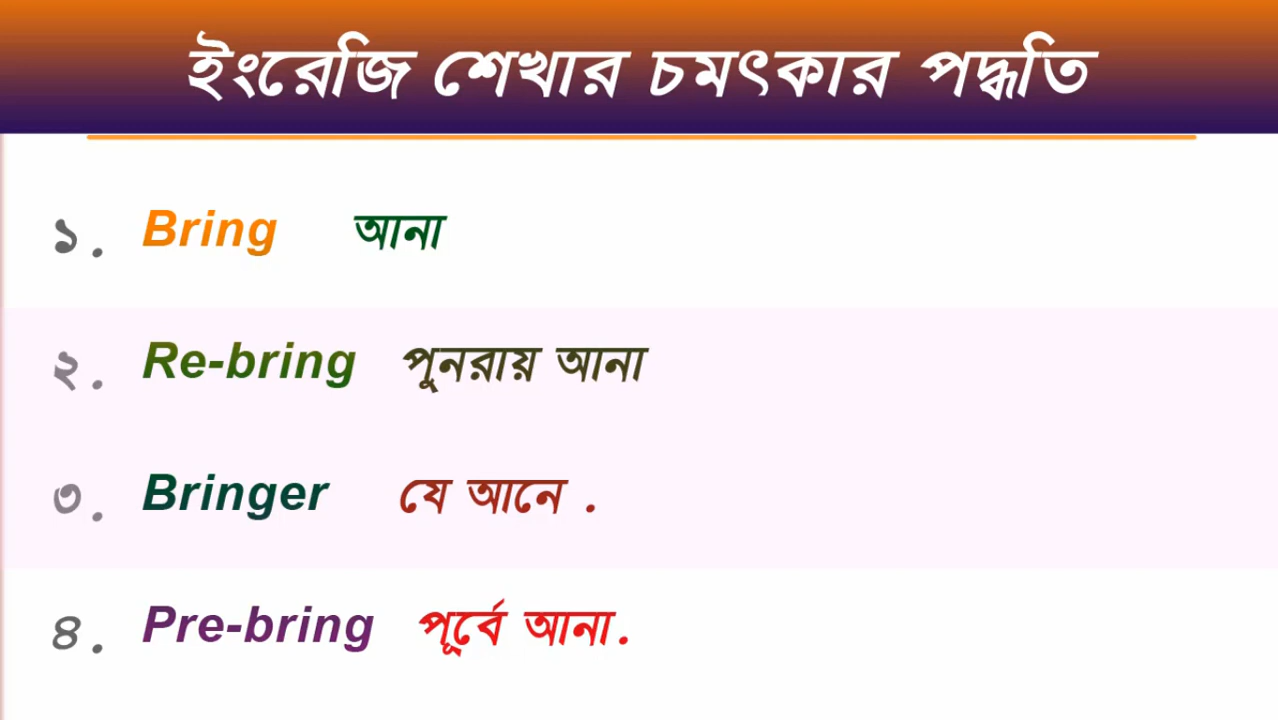 ইংরেজি শেখার চমৎকার পদ্ধতি
১. Bring আনা
২. Re-bring পুনরায় আনা
৩. Bringer যে আনে .
৪. Pre-bring পূর্বে আনা.